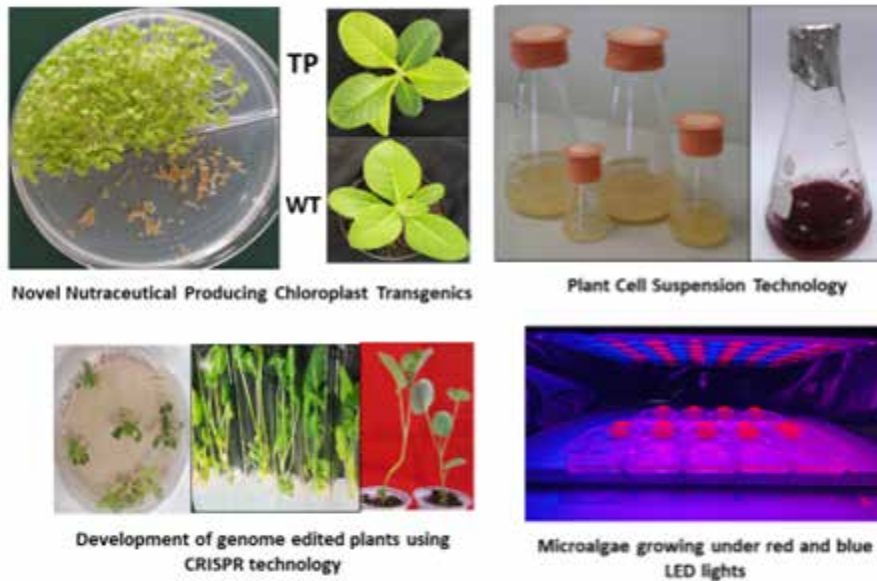 TP
WT
Novel Nutraceutical Producing Chloroplast Transgenics
Plant Cell Suspension Technology
Development of genome edited plants using
CRISPR technology
Microalgae growing under red and blue
LED lights